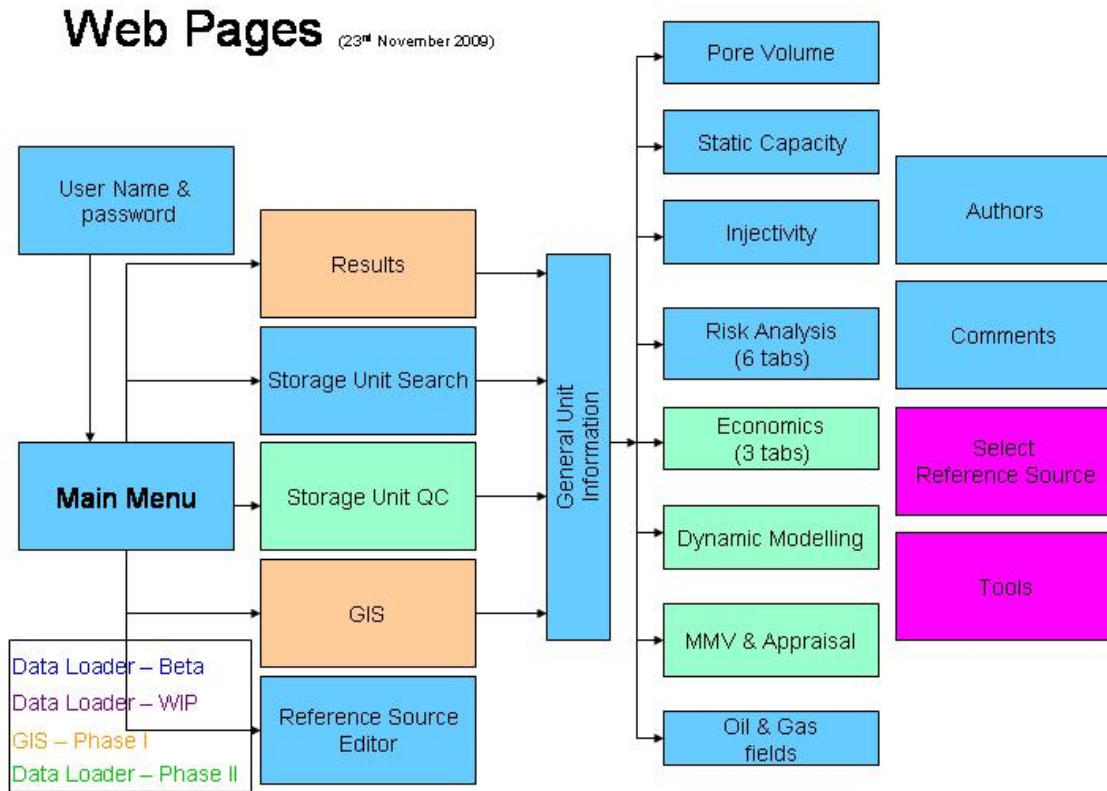 Web Pages (23rd November 2009)
User Name &
password
Main Menu
Data Loader – Beta
Data Loader – WIP
GIS – Phase I
Data Loader – Phase II
Results
Storage Unit Search
Storage Unit QC
GIS
Reference Source
Editor
General Unit
Information
Pore Volume
Static Capacity
Injectivity
Risk Analysis
(6 tabs)
Economics
(3 tabs)
Dynamic Modelling
MMV & Appraisal
Oil & Gas
fields
Authors
Comments
Select
Reference Source
Tools